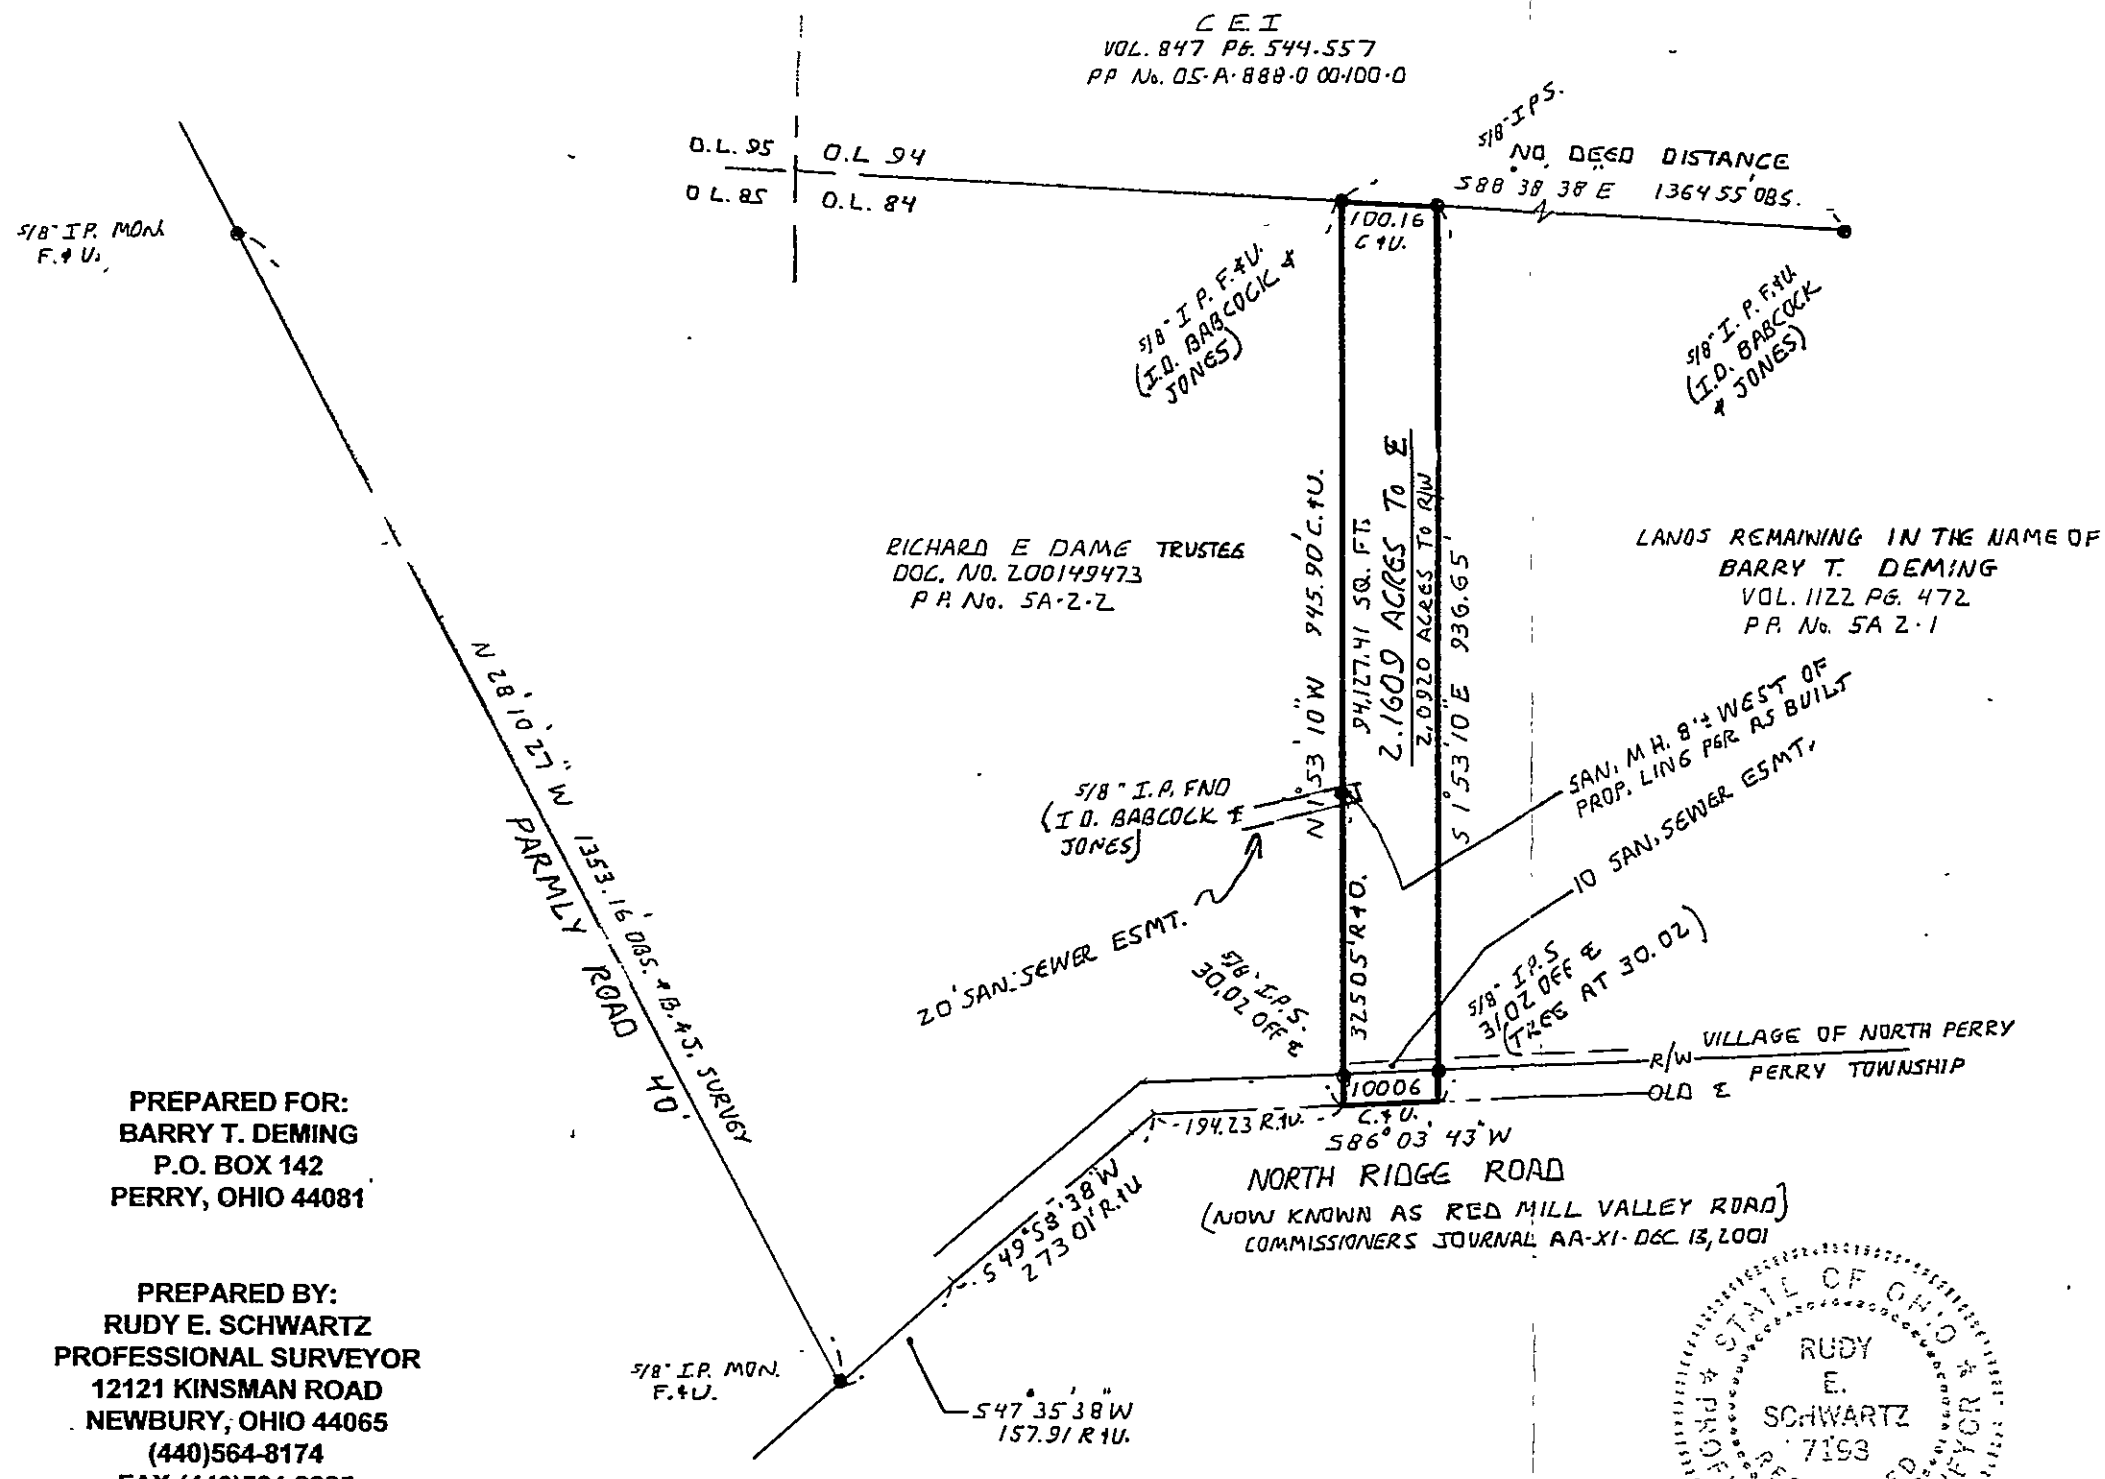 C E I
VOL. 847 PG. 544-557
PP No. 05-A-888-0 00-100-0
O.L. 95
O.L 94
O L. 85
O.L. 84
5/8" I.P.S.
NO DEED DISTANCE
S88° 38' 38" E 1364 55' OBS.
5/8" I.P. MON.
F. & U.
100.16
C & U.
5/8" I P. F. & U.
(I.D. BABCOCK &
JONES)
5/8" I. P. F. & U.
(I.D. BABCOCK
& JONES)
RICHARD E DAME TRUSTEE
DOC. NO. 200149473
P P. No. 5A-2-2
N 1° 53' 10" W 945.90' C. & U.
94,127.41 SQ. FT.
2.1609 ACRES TO ℄
2.0920 ACRES TO R/W
S 1° 53' 10" E 936.65'
LANDS REMAINING IN THE NAME OF
BARRY T. DEMING
VOL. 1122 PG. 472
P P. No. 5A 2-1
N 28° 10' 27" W 1353.16' OBS. & B. & J. SURVEY
PARMLY ROAD 40'
5/8" I.P. FND
(I D. BABCOCK &
JONES)
SAN. M H. 8'± WEST OF
PROP. LINE PER AS BUILT
10 SAN. SEWER ESMT.
20' SAN. SEWER ESMT.
325 05' R & O.
5/8" I.P.S.
30.02 OFF ℄
5/8" I.P.S
31.02 OFF ℄
(TREE AT 30.02)
R/W
VILLAGE OF NORTH PERRY
PERRY TOWNSHIP
OLD ℄
100 06
C. & U.
194.23 R. & U.
S86° 03' 43" W
NORTH RIDGE ROAD
(NOW KNOWN AS RED MILL VALLEY ROAD)
COMMISSIONERS JOURNAL AA-XI- DEC 13, 2001
S 49° 58' 38" W
273 01' R. & U
S47° 35' 38" W
157.91 R & U.
5/8" I.P. MON.
F. & U.
PREPARED FOR:
BARRY T. DEMING
P.O. BOX 142
PERRY, OHIO 44081
PREPARED BY:
RUDY E. SCHWARTZ
PROFESSIONAL SURVEYOR
12121 KINSMAN ROAD
NEWBURY, OHIO 44065
(440)564-8174
STATE OF OHIO
RUDY
E.
SCHWARTZ
7193